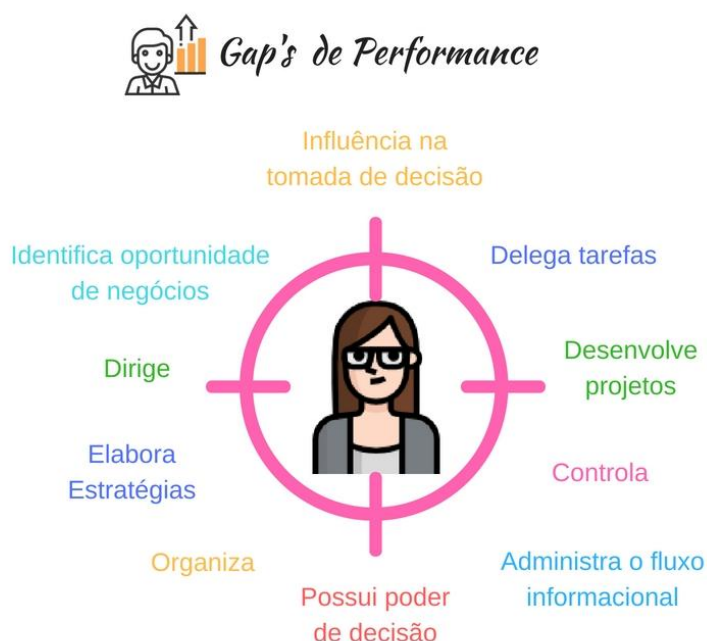 Gap's de Performance
Influência na
tomada de decisão
Identifica oportunidade
de negócios
Delega tarefas
Dirige
Desenvolve
projetos
Elabora
Estratégias
Controla
Organiza
Administra o fluxo
informacional
Possui poder
de decisão